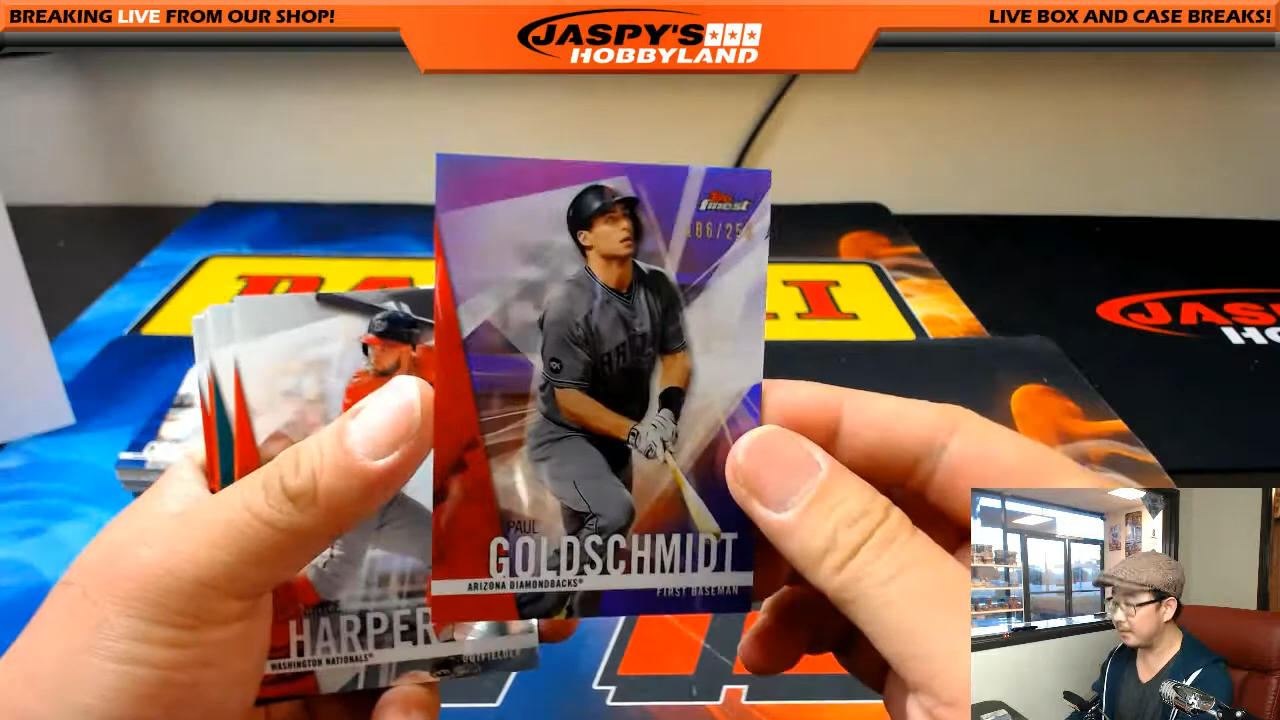 BREAKING LIVE FROM OUR SHOP!
JASPY'S
HOBBYLAND
LIVE BOX AND CASE BREAKS!
Topps
finest
PAUL
GOLDSCHMIDT
ARIZONA DIAMONDBACKS
FIRST BASEMAN
HARPER
WASHINGTON NATIONALS
OUTFIELDER